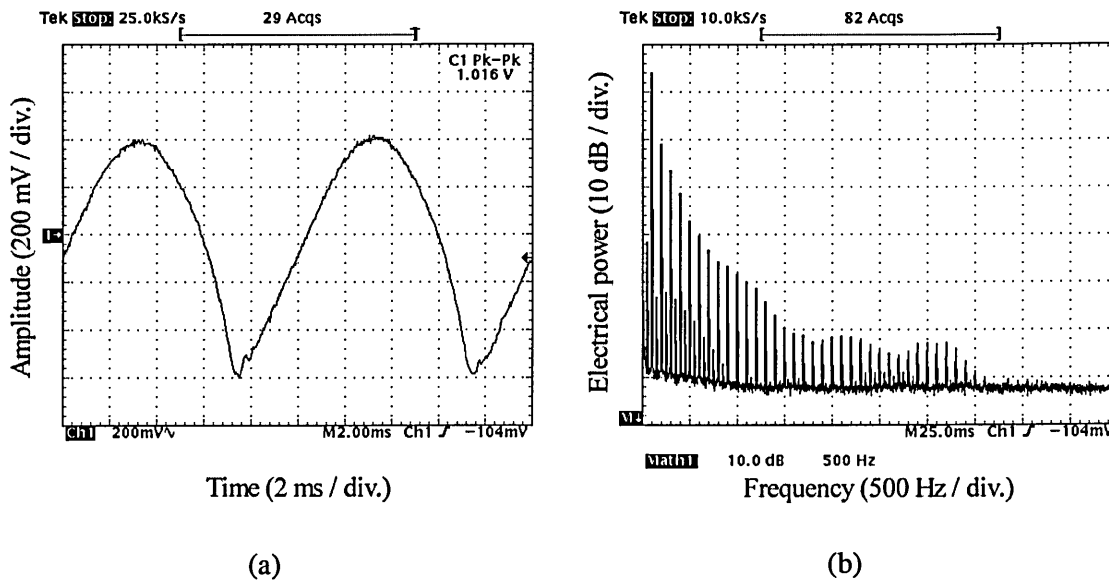 Tek Stop: 25.0kS/s 29 Acqs
C1 Pk-Pk
1.016 V
Amplitude (200 mV / div.)
1→
Ch1 200mV∿ M2.00ms Ch1 ∫ -104mV
Time (2 ms / div.)
(a)
Tek Stop: 10.0kS/s 82 Acqs
Electrical power (10 dB / div.)
M↓
M25.0ms Ch1 ∫ -104mV
Math1 10.0 dB 500 Hz
Frequency (500 Hz / div.)
(b)